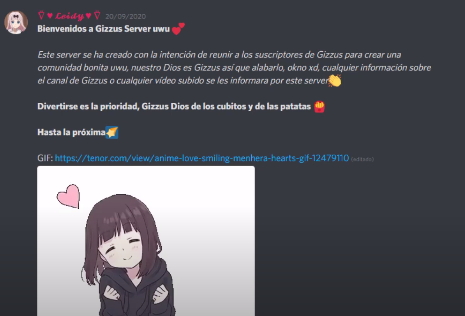 ♥ Coidy ♥ 20/09/2020
Bienvenidos a Gizzus Server uwu 💕
Este server se ha creado con la intención de reunir a los suscriptores de Gizzus para crear una
comunidad bonita uvu, nuestro Dios es Gizzus así que alabarlo, okno xd, cualquier información sobre
el canal de Gizzus o cualquier vídeo subido se les informara por este server👏
Divertirse es la prioridad, Gizzus Dios de los cubitos y de las patatas 🍟
Hasta la próxima
GIF: https://tenor.com/view/anime-love-smiling-menhera-hearts-gif-12479110 (editado)